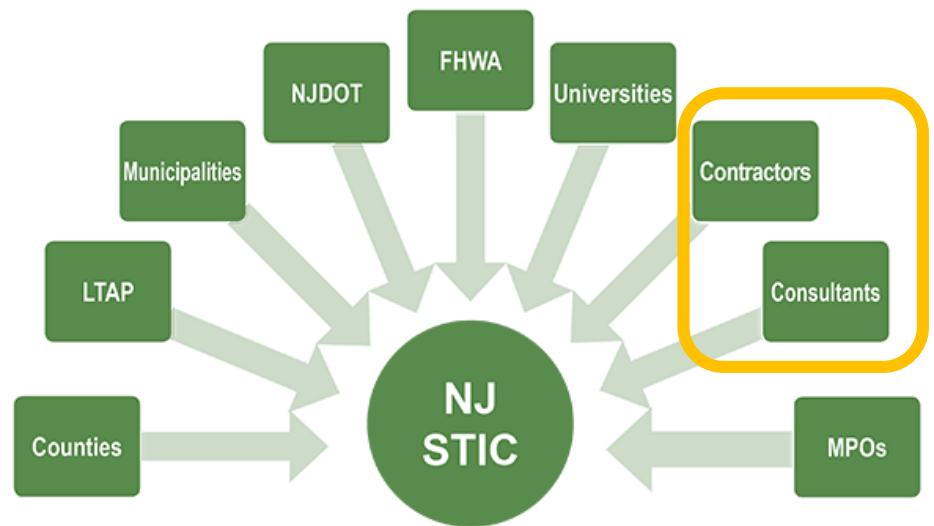 FHWA
NJDOT
Universities
Municipalities
Contractors
LTAP
Consultants
NJ
STIC
Counties
MPOs